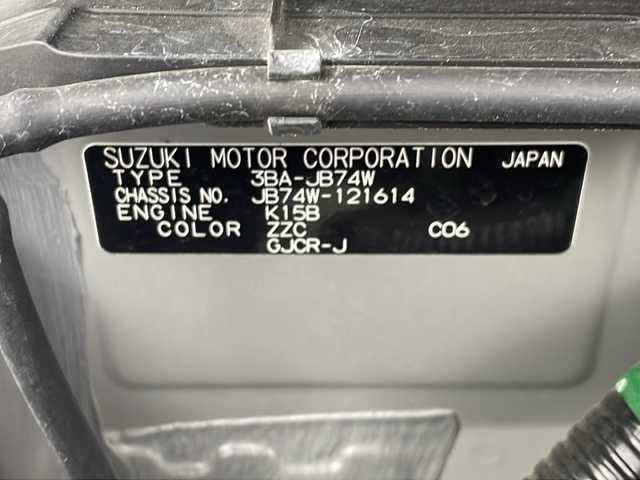 SUZUKI MOTOR CORPORATION JAPAN
TYPE 3BA-JB74W
CHASSIS NO. JB74W-121614
ENGINE K15B
COLOR ZZC C06
GJCR-J